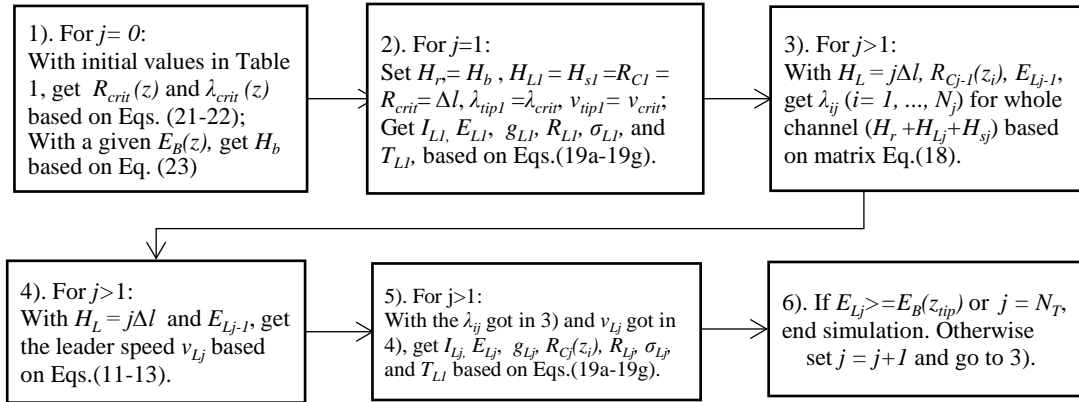 1). For j= 0:
With initial values in Table
1, get R_crit (z) and λ_crit (z)
based on Eqs. (21-22);
With a given E_B(z), get H_b
based on Eq. (23)
2). For j=1:
Set H_r,= H_b , H_L1 = H_s1 =R_C1 =
R_crit= Δl, λ_tip1 =λ_crit, v_tip1= v_crit;
Get I_L1, E_L1, g_L1, R_L1, σ_L1, and
T_L1, based on Eqs.(19a-19g).
3). For j>1:
With H_L = jΔl, R_Cj-1(z_i), E_Lj-1,
get λ_ij (i= 1, ..., N_j) for whole
channel (H_r +H_Lj+H_sj) based
on matrix Eq.(18).
4). For j>1:
With H_L = jΔl and E_Lj-1, get
the leader speed v_Lj based
on Eqs.(11-13).
5). For j>1:
With the λ_ij got in 3) and v_Lj got in
4), get I_Lj, E_Lj, g_Lj, R_Cj(z_i), R_Lj, σ_Lj,
and T_L1 based on Eqs.(19a-19g).
6). If E_Lj>=E_B(z_tip) or j = N_T,
end simulation. Otherwise
set j = j+1 and go to 3).